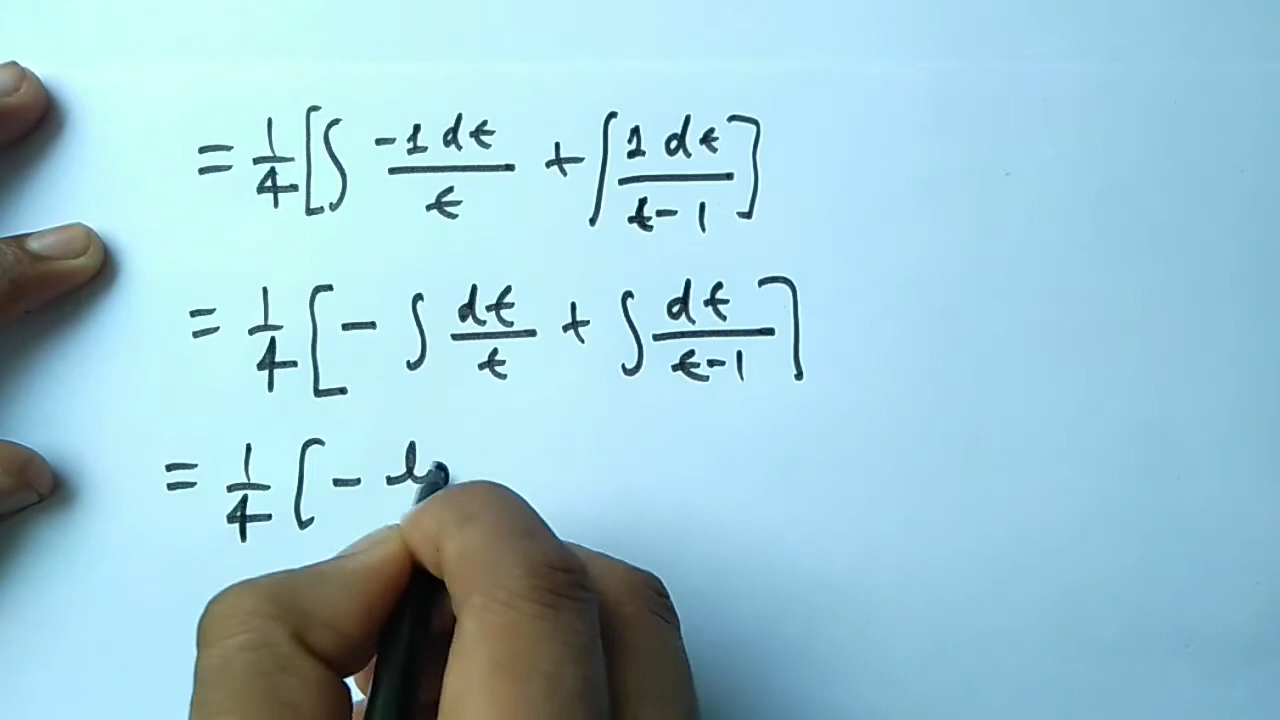 = 1/4 [∫ -1 dt / t + ∫ 1 dt / t-1]
= 1/4 [- ∫ dt / t + ∫ dt / t-1]
= 1/4 [-